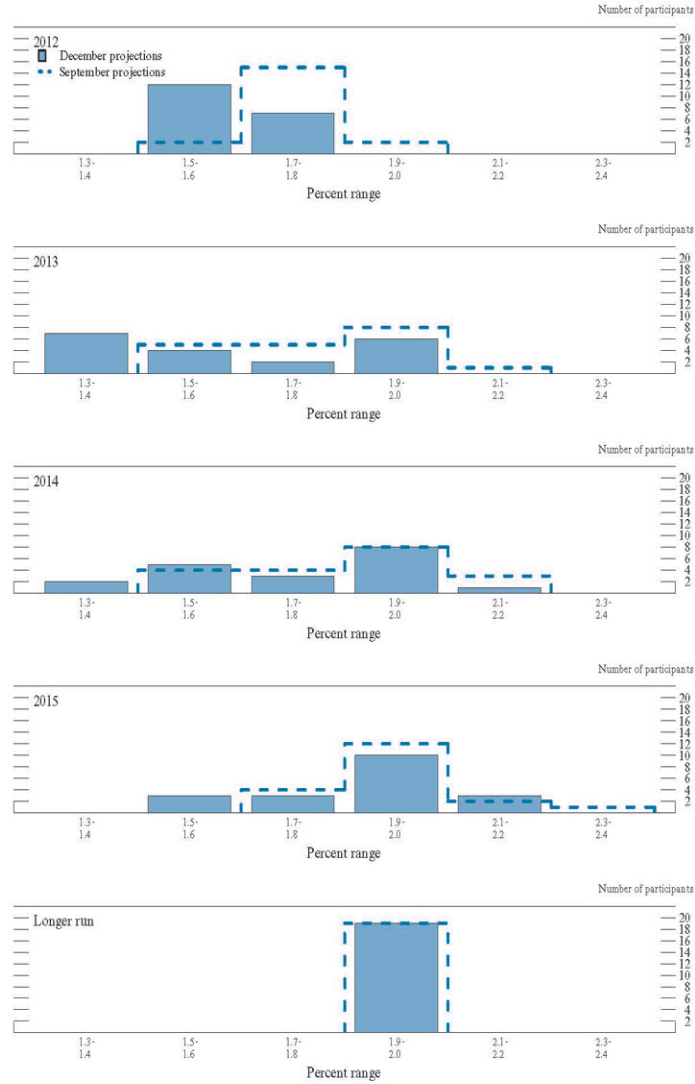 Number of participants
2012
December projections
September projections
20
18
16
14
12
10
8
6
4
2
1.3- 1.5- 1.7- 1.9- 2.1- 2.3-
1.4 1.6 1.8 2.0 2.2 2.4
Percent range
Number of participants
2013
20
18
16
14
12
10
8
6
4
2
1.3- 1.5- 1.7- 1.9- 2.1- 2.3-
1.4 1.6 1.8 2.0 2.2 2.4
Percent range
Number of participants
2014
20
18
16
14
12
10
8
6
4
2
1.3- 1.5- 1.7- 1.9- 2.1- 2.3-
1.4 1.6 1.8 2.0 2.2 2.4
Percent range
Number of participants
2015
20
18
16
14
12
10
8
6
4
2
1.3- 1.5- 1.7- 1.9- 2.1- 2.3-
1.4 1.6 1.8 2.0 2.2 2.4
Percent range
Number of participants
Longer run
20
18
16
14
12
10
8
6
4
2
1.3- 1.5- 1.7- 1.9- 2.1- 2.3-
1.4 1.6 1.8 2.0 2.2 2.4
Percent range